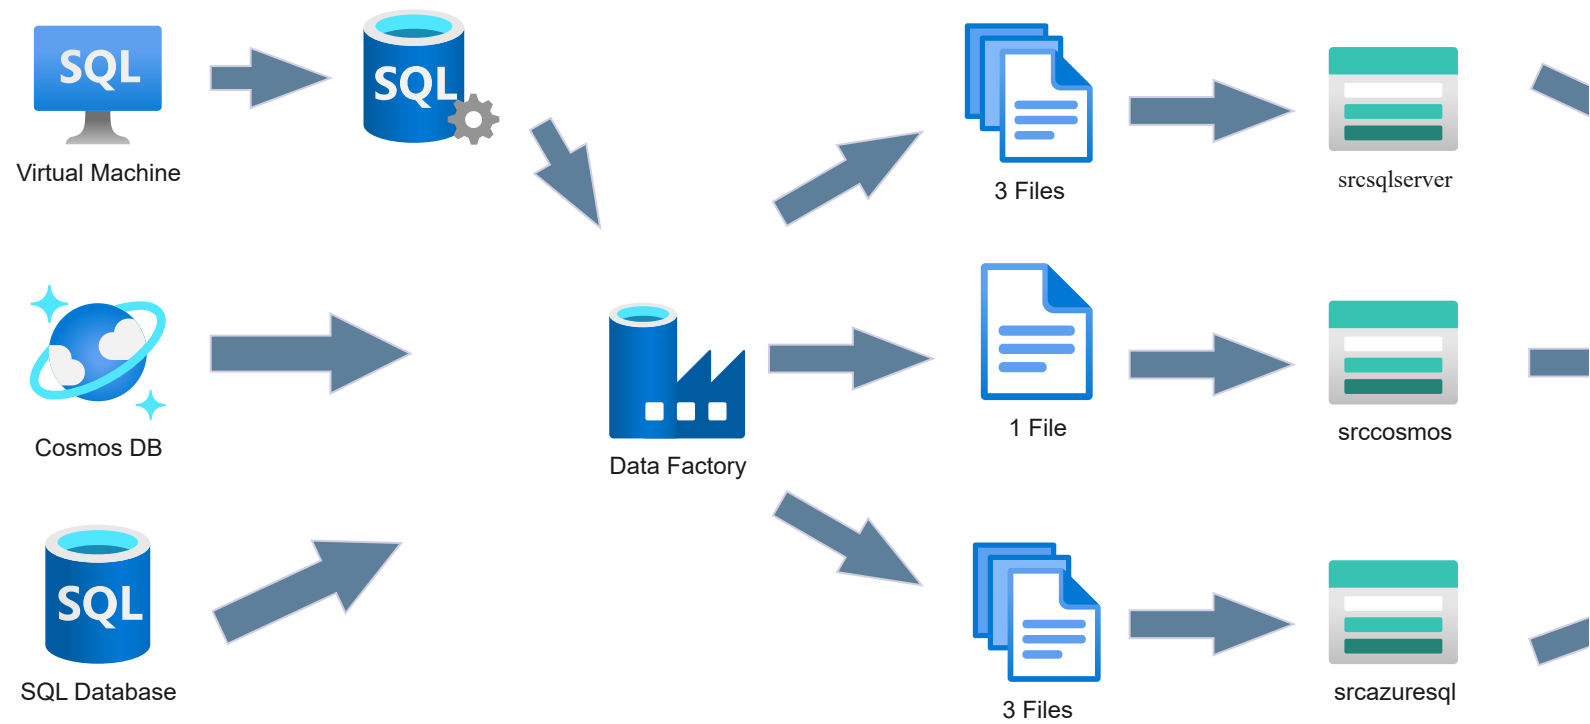 SQL
Virtual Machine
SQL
3 Files
srcsqlserver
Cosmos DB
Data Factory
1 File
srccosmos
SQL
SQL Database
3 Files
srcazuresql